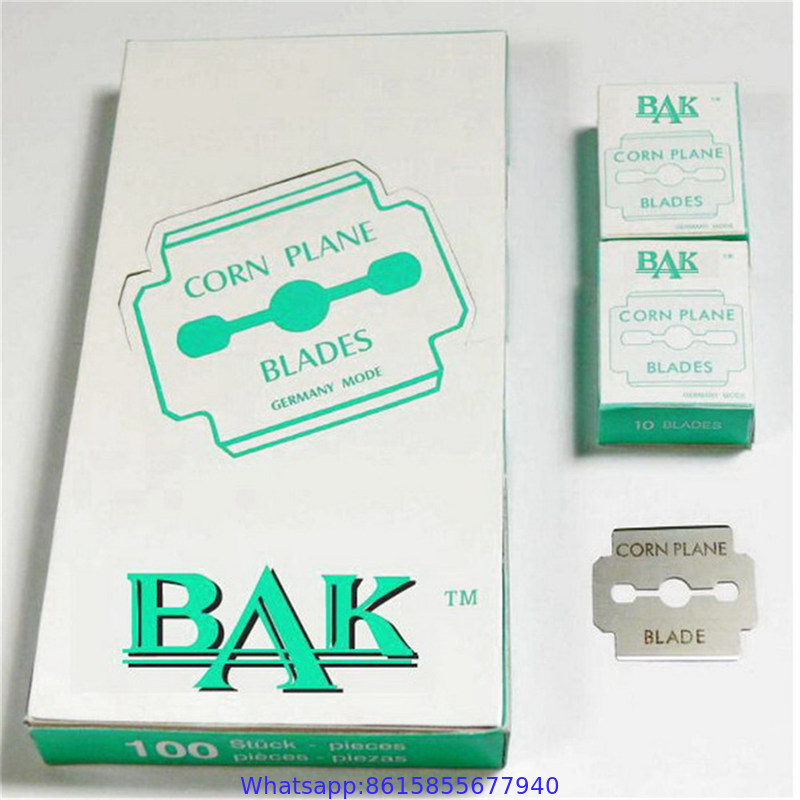 CORN PLANE
BLADES
GERMANY MODE
BAK TM
100 Stück - pieces
pièces - piezas
BAK TM
CORN PLANE
BLADES
GERMANY MODE
BAK TM
CORN PLANE
BLADES
GERMANY MODE
10 BLADES
CORN PLANE
BLADE
Whatsapp:8615855677940